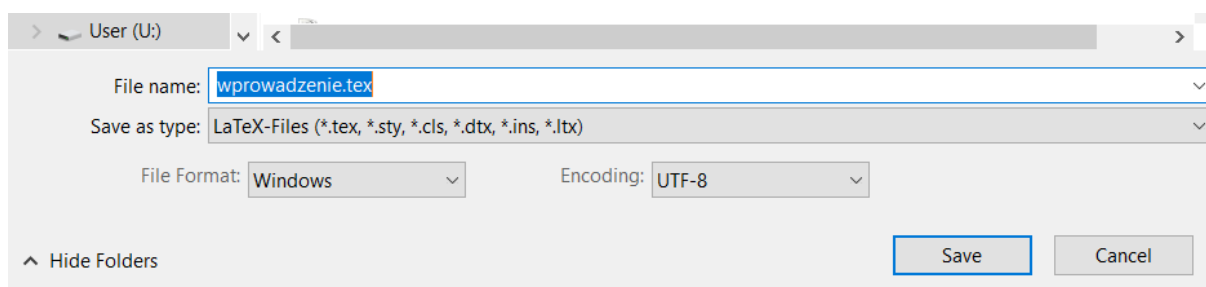 User (U:)
File name: wprowadzenie.tex
Save as type: LaTeX-Files (*.tex, *.sty, *.cls, *.dtx, *.ins, *.ltx)
File Format: Windows Encoding: UTF-8
Hide Folders Save Cancel